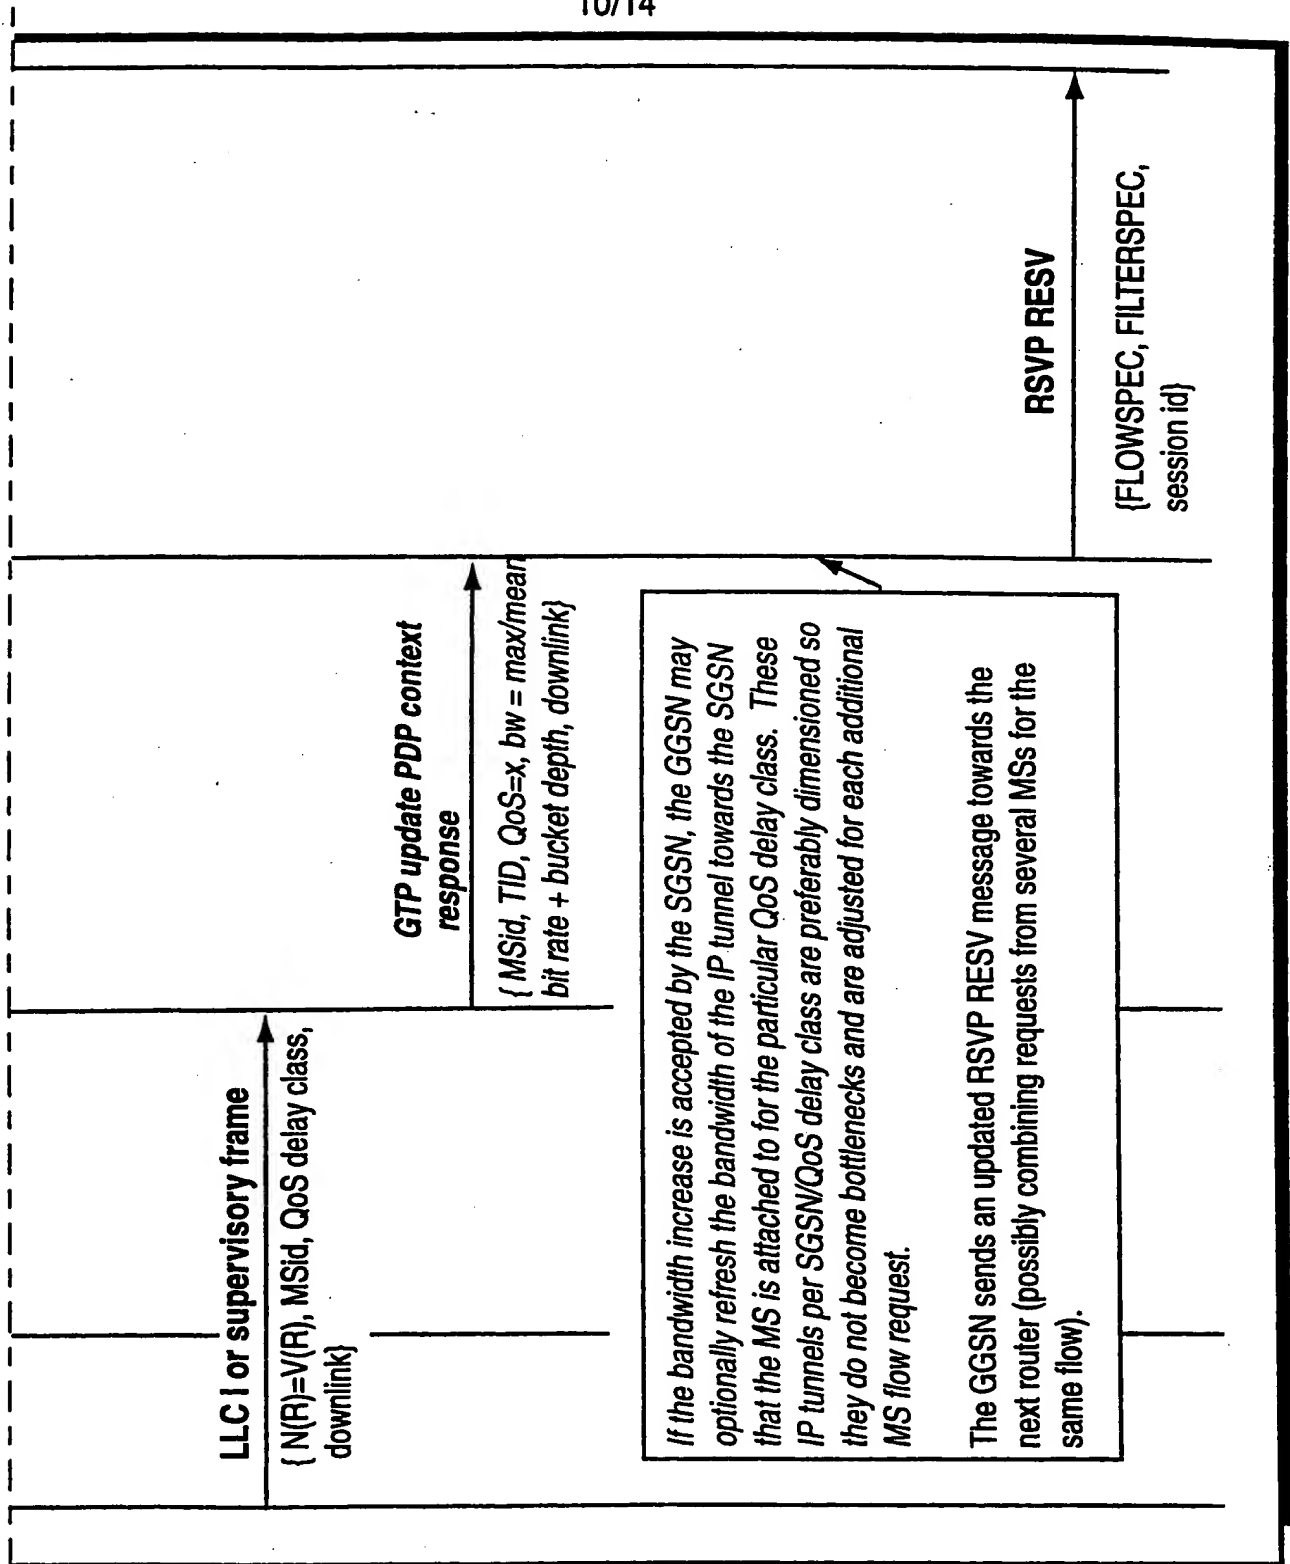 10/14
LLC I or supervisory frame
{ N(R)=V(R), MSid, QoS delay class,
downlink}
GTP update PDP context
response
{ MSid, TID, QoS=x, bw = max/mean
bit rate + bucket depth, downlink}
If the bandwidth increase is accepted by the SGSN, the GGSN may
optionally refresh the bandwidth of the IP tunnel towards the SGSN
that the MS is attached to for the particular QoS delay class. These
IP tunnels per SGSN/QoS delay class are preferably dimensioned so
they do not become bottlenecks and are adjusted for each additional
MS flow request.
The GGSN sends an updated RSVP RESV message towards the
next router (possibly combining requests from several MSs for the
same flow).
RSVP RESV
{FLOWSPEC, FILTERSPEC,
session id}